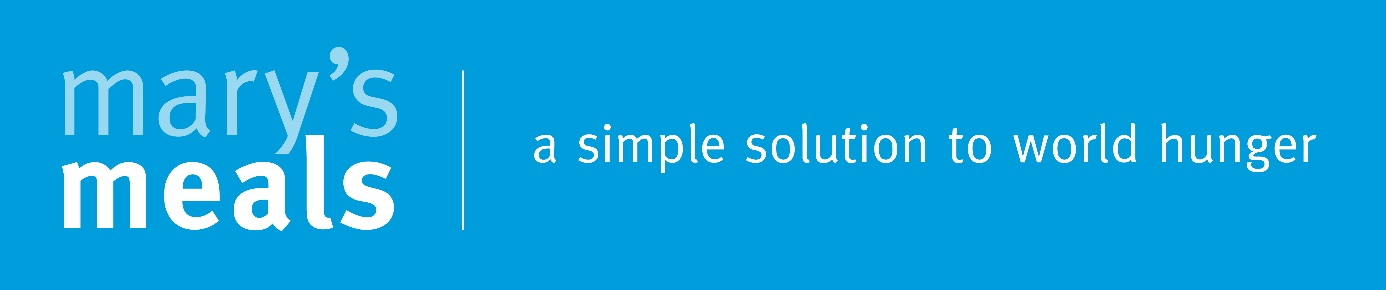 mary's
meals
a simple solution to world hunger